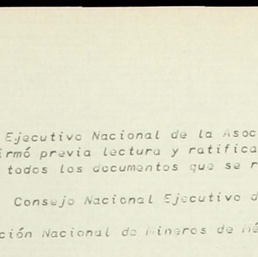 Ejecutivo Nacional de la Asoc
irmó previa lectura y ratifica
todos los documentos que se r
Consejo Nacional Ejecutivo d
ción Nacional de Mineros de Mé